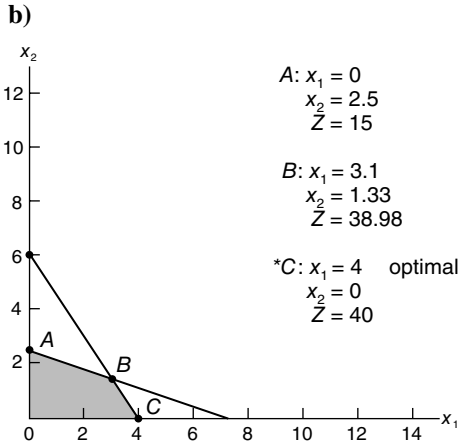 b)
x₂
12
10
8
6
4
2
0 2 4 6 8 10 12 14 x₁
A
B
C
A: x₁ = 0
x₂ = 2.5
Z = 15
B: x₁ = 3.1
x₂ = 1.33
Z = 38.98
*C: x₁ = 4 optimal
x₂ = 0
Z = 40